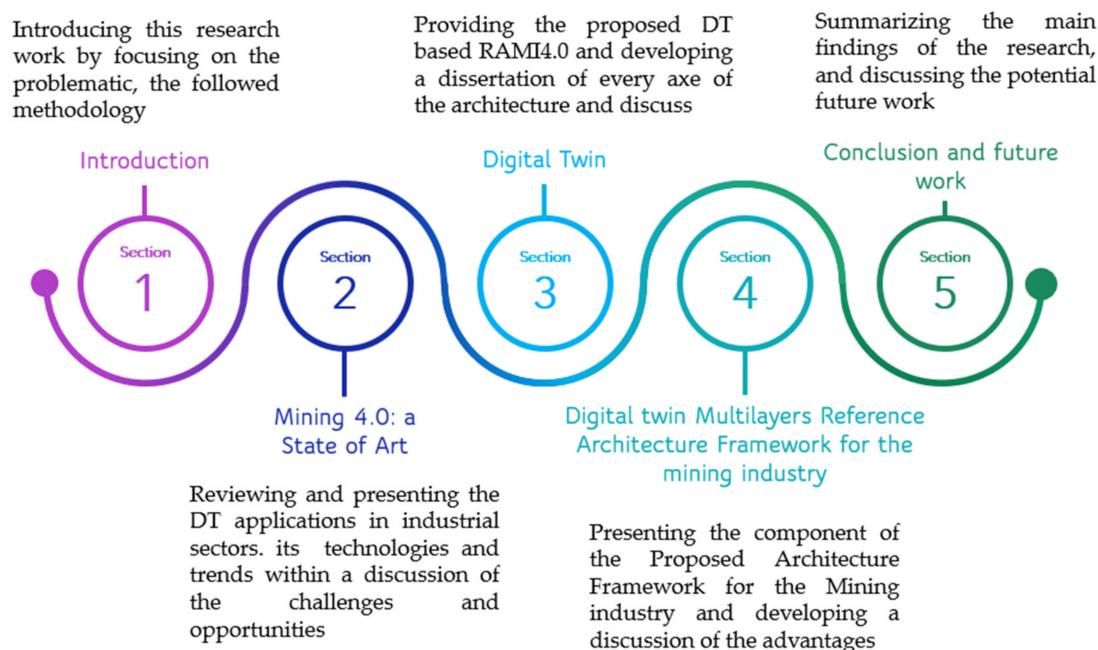 Introducing this research
work by focusing on the
problematic, the followed
methodology
Providing the proposed DT
based RAMI4.0 and developing
a dissertation of every axe of
the architecture and discuss
Summarizing the main
findings of the research,
and discussing the potential
future work
Introduction
Digital Twin
Conclusion and future
work
Section
1
Section
2
Section
3
Section
4
Section
5
Mining 4.0: a
State of Art
Digital twin Multilayers Reference
Architecture Framework for the
mining industry
Reviewing and presenting the
DT applications in industrial
sectors. its technologies and
trends within a discussion of
the challenges and
opportunities
Presenting the component of
the Proposed Architecture
Framework for the Mining
industry and developing a
discussion of the advantages